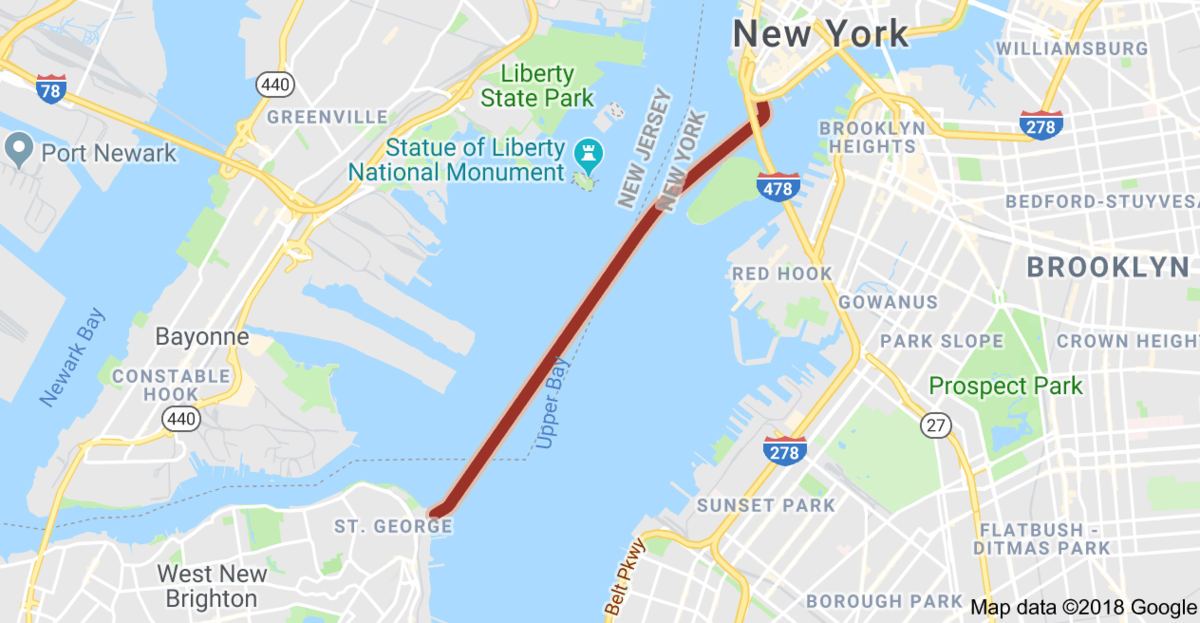 New York
WILLIAMSBURG
78
440
Liberty
State Park
GREENVILLE
278
BROOKLYN
HEIGHTS
Port Newark
Statue of Liberty
National Monument
NEW JERSEY
NEW YORK
478
BEDFORD-STUYVESA
RED HOOK
BROOKLYN
GOWANUS
Newark Bay
Bayonne
PARK SLOPE
CROWN HEIGH
CONSTABLE
HOOK
Upper Bay
Prospect Park
440
27
278
SUNSET PARK
ST. GEORGE
FLATBUSH -
DITMAS PARK
West New
Brighton
Belt Pkwy
BOROUGH PARK
Map data ©2018 Google